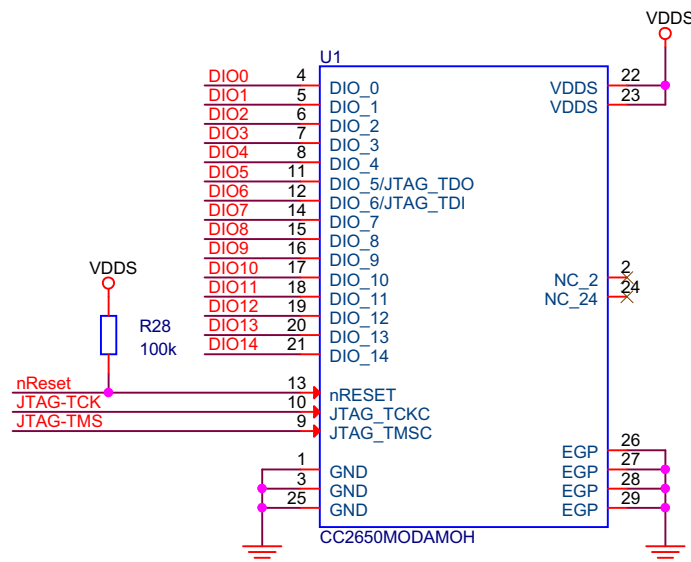 VDDS
U1
DIO0 4 DIO_0 VDDS 22
DIO1 5 DIO_1 VDDS 23
DIO2 6 DIO_2
DIO3 7 DIO_3
DIO4 8 DIO_4
DIO5 11 DIO_5/JTAG_TDO
DIO6 12 DIO_6/JTAG_TDI
DIO7 14 DIO_7
DIO8 15 DIO_8
DIO9 16 DIO_9
DIO10 17 DIO_10 NC_2 2
DIO11 18 DIO_11 NC_24 24
DIO12 19 DIO_12
DIO13 20 DIO_13
DIO14 21 DIO_14
VDDS
R28
100k
nReset 13 nRESET
JTAG-TCK 10 JTAG_TCKC
JTAG-TMS 9 JTAG_TMSC
EGP 26
1 GND EGP 27
3 GND EGP 28
25 GND EGP 29
CC2650MODAMOH